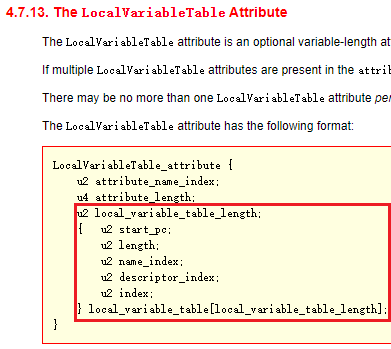 4.7.13. The LocalVariableTable Attribute
The LocalVariableTable attribute is an optional variable-length at
If multiple LocalVariableTable attributes are present in the attrib
There may be no more than one LocalVariableTable attribute per
The LocalVariableTable attribute has the following format:
LocalVariableTable_attribute {
u2 attribute_name_index;
u4 attribute_length;
u2 local_variable_table_length;
{ u2 start_pc;
u2 length;
u2 name_index;
u2 descriptor_index;
u2 index;
} local_variable_table[local_variable_table_length];
}